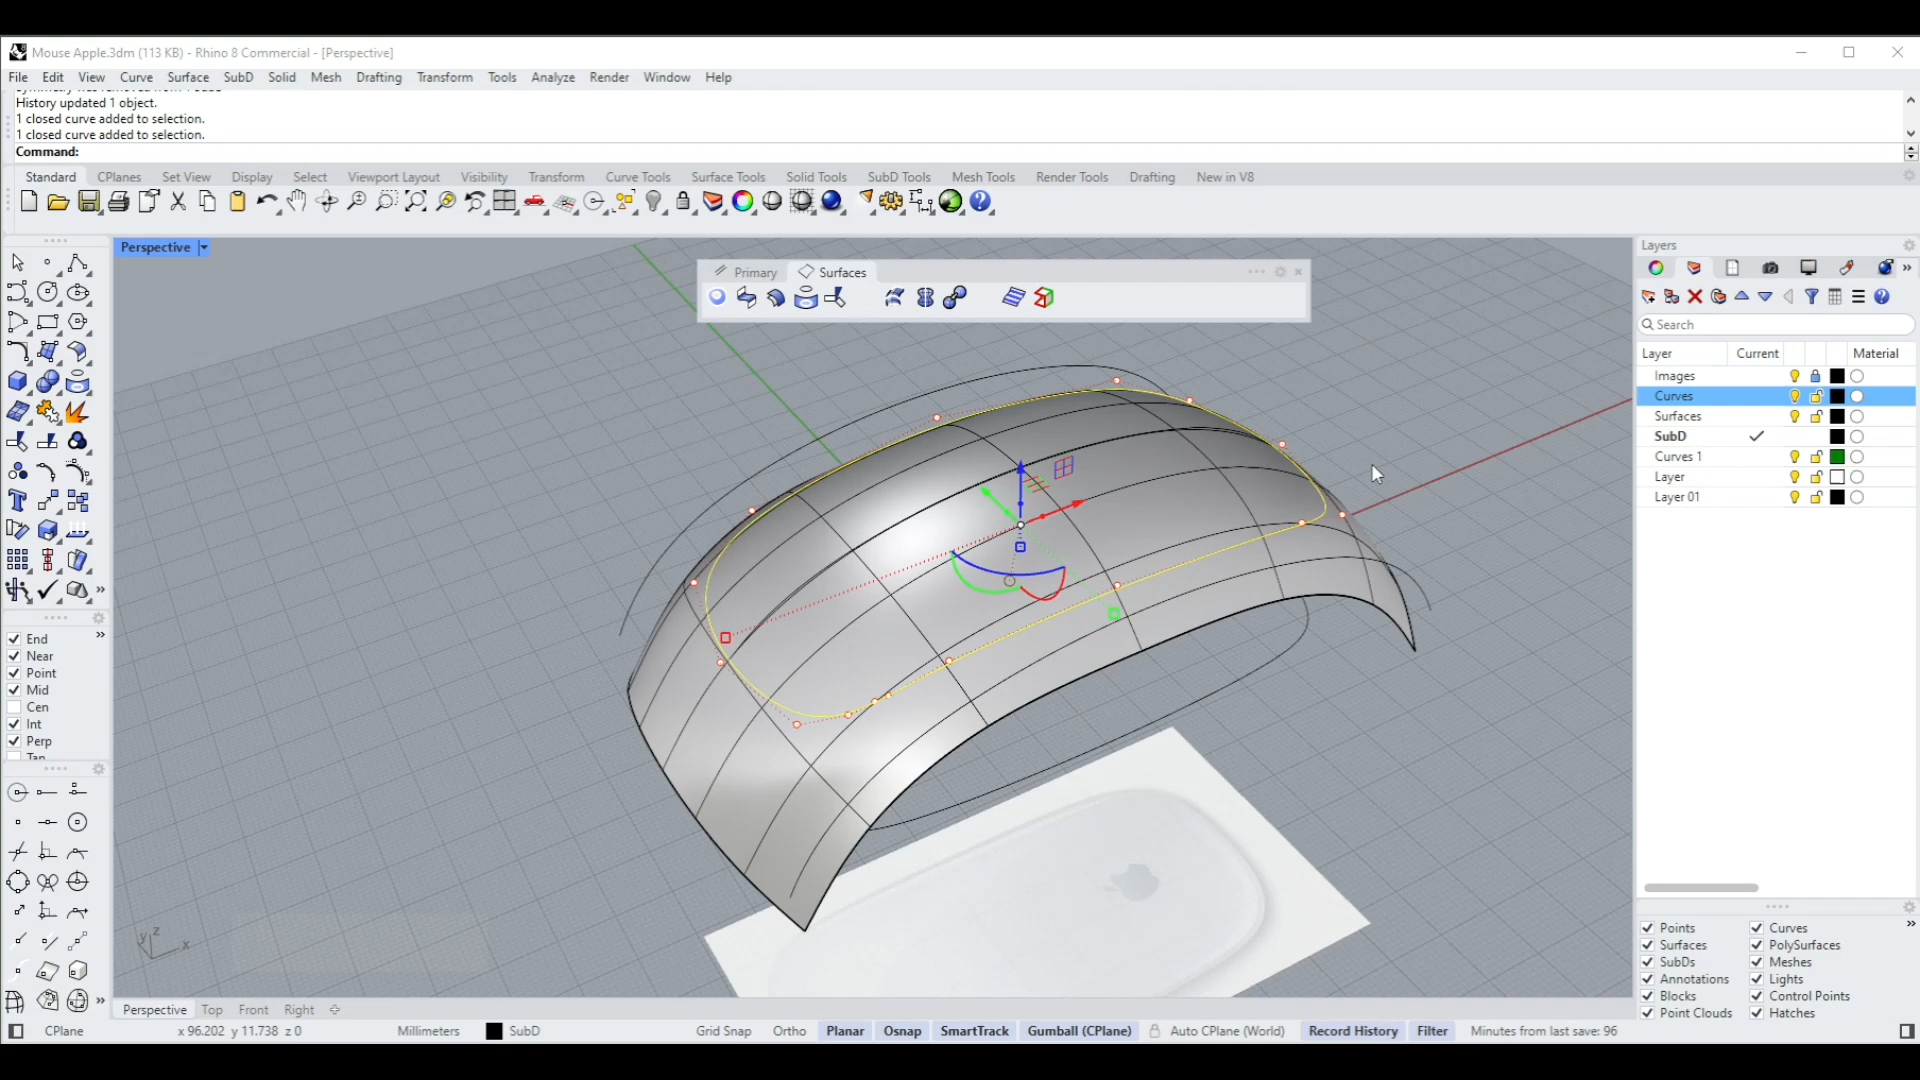 Mouse Apple.3dm (113 KB) - Rhino 8 Commercial - [Perspective]
File Edit View Curve Surface SubD Solid Mesh Drafting Transform Tools Analyze Render Window Help
History updated 1 object.
1 closed curve added to selection.
1 closed curve added to selection.
Command:
Standard CPlanes Set View Display Select Viewport Layout Visibility Transform Curve Tools Surface Tools Solid Tools SubD Tools Mesh Tools Render Tools Drafting New in V8
Perspective
Primary Surfaces
Layers
Search
Layer Current Material
Images
Curves
Surfaces
SubD
Curves 1
Layer
Layer 01
End
Near
Point
Mid
Cen
Int
Perp
Tan
z
y
x
Points Curves
Surfaces PolySurfaces
SubDs Meshes
Annotations Lights
Blocks Control Points
Point Clouds Hatches
Perspective Top Front Right
CPlane x 96.202 y 11.738 z 0 Millimeters SubD Grid Snap Ortho Planar Osnap SmartTrack Gumball (CPlane) Auto CPlane (World) Record History Filter Minutes from last save: 96